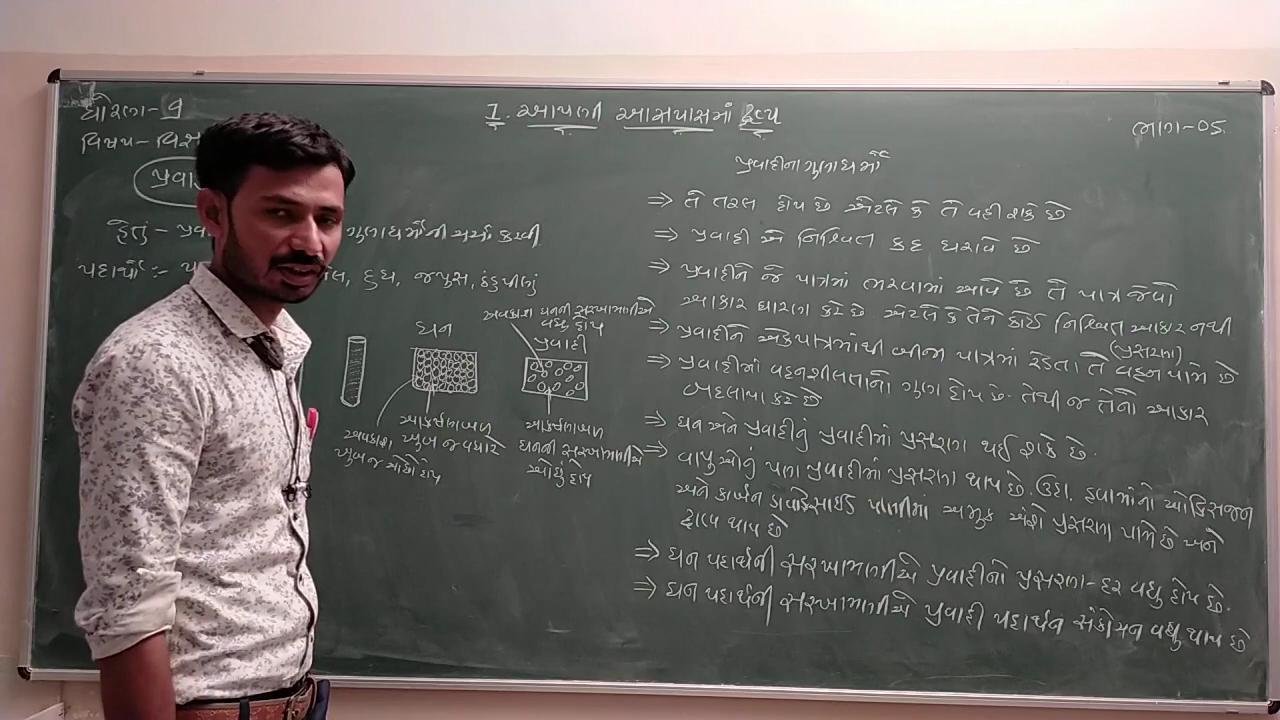 ધોરણ-9
1. આપણી આસપાસમાં દ્રવ્ય
ભાગ-05
વિષય-
પ્રવાહીના ગુણધર્મો
હેતું -
ગુણધર્મોની ચર્ચા કરવી
પદાર્થો :-
દુધ, જયુસ, ઠંડુપીણું
ઘન
અવકાશ ઘનની સરખામણીએ
વધુ હોય
પ્રવાહી
આકર્ષણબળ
ખુબ જ વધારે
અવકાશ
ખુબ જ ઓછો હોય
આકર્ષણબળ
ઘનની સરખામણીએ
ઓછું હોય
⇒ તે તરલ હોય છે એટલે કે તે વહી શકે છે
⇒ પ્રવાહી એ નિશ્ચિત કદ ધરાવે છે
⇒ પ્રવાહીને જે પાત્રમાં ભરવામાં આવે છે તે પાત્ર જેવો
આકાર ધારણ કરે છે એટલે કે તેને કોઈ નિશ્ચિત આકાર નથી
(પ્રસરણ)
⇒ પ્રવાહીને એક પાત્રમાંથી બીજા પાત્રમાં રેડતા તે વહન પામે છે
⇒ પ્રવાહીમાં વહનશીલતાનો ગુણ હોય છે. તેથી જ તેનો આકાર
બદલાયા કરે છે
⇒ ઘન અને પ્રવાહીનું પ્રવાહીમાં પ્રસરણ થઈ શકે છે.
⇒ વાયુઓનું પણ પ્રવાહીમાં પ્રસરણ થાય છે. ઉદા. હવામાંનો ઓક્સિજન
અને કાર્બન ડાયોક્સાઈડ પાણીમાં અમુક અંશે પ્રસરણ પામે છે અને
દ્રાવ્ય થાય છે
⇒ ઘન પદાર્થની સરખામણીએ પ્રવાહીનો પ્રસરણ-દર વધુ હોય છે.
⇒ ઘન પદાર્થની સરખામણીએ પ્રવાહી પદાર્થન સંકોચન વધુ થાય છે